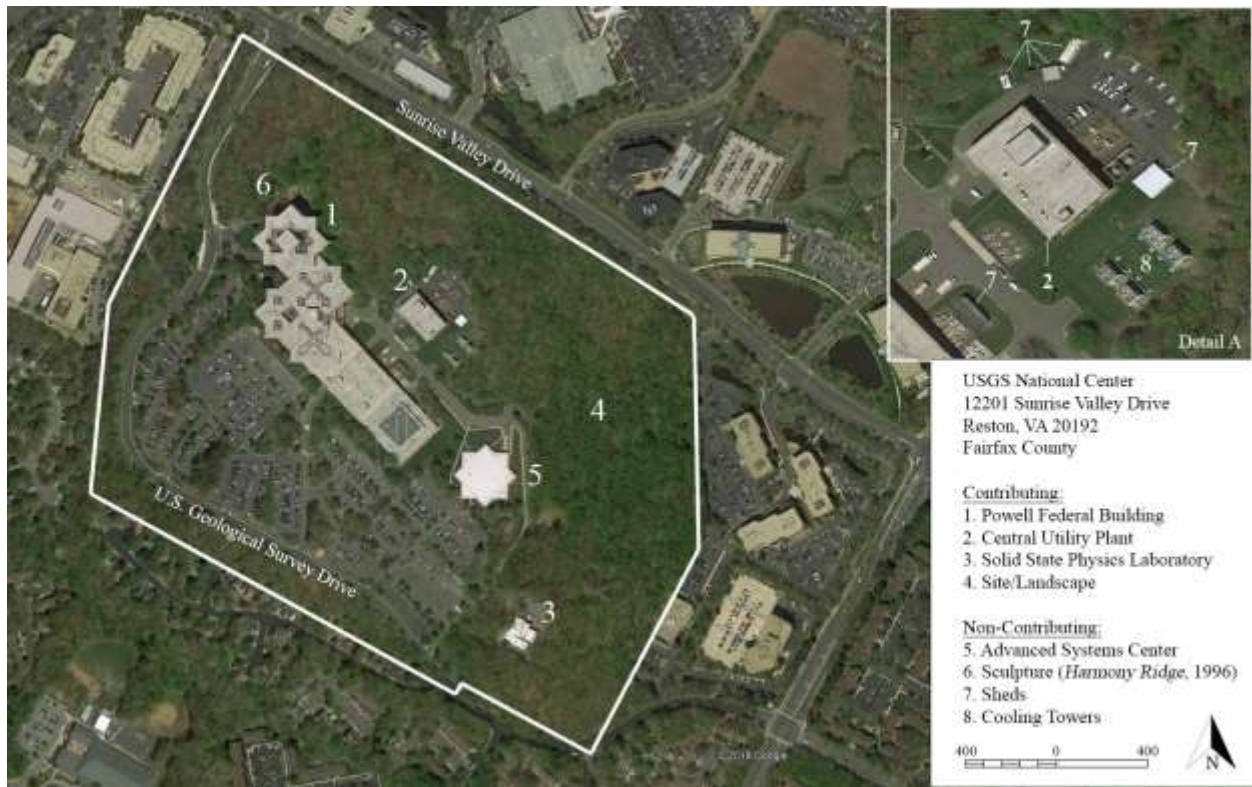 Sunrise Valley Drive
6
1
2
4
5
U.S. Geological Survey Drive
3
© 2016 Google
7
7
8
7
2
Detail A
USGS National Center
12201 Sunrise Valley Drive
Reston, VA 20192
Fairfax County
Contributing:
1. Powell Federal Building
2. Central Utility Plant
3. Solid State Physics Laboratory
4. Site/Landscape
Non-Contributing:
5. Advanced Systems Center
6. Sculpture (Harmony Ridge, 1996)
7. Sheds
8. Cooling Towers
400 0 400
N